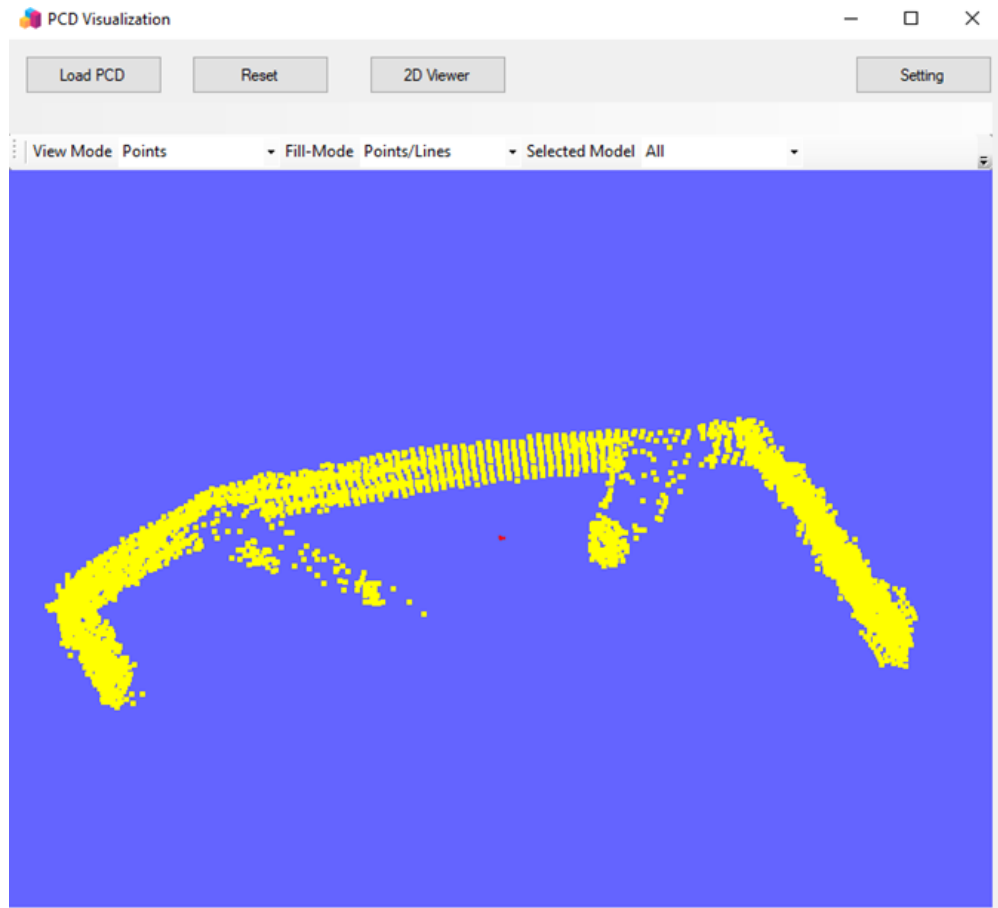 PCD Visualization
Load PCD Reset 2D Viewer Setting
View Mode Points Fill-Mode Points/Lines Selected Model All